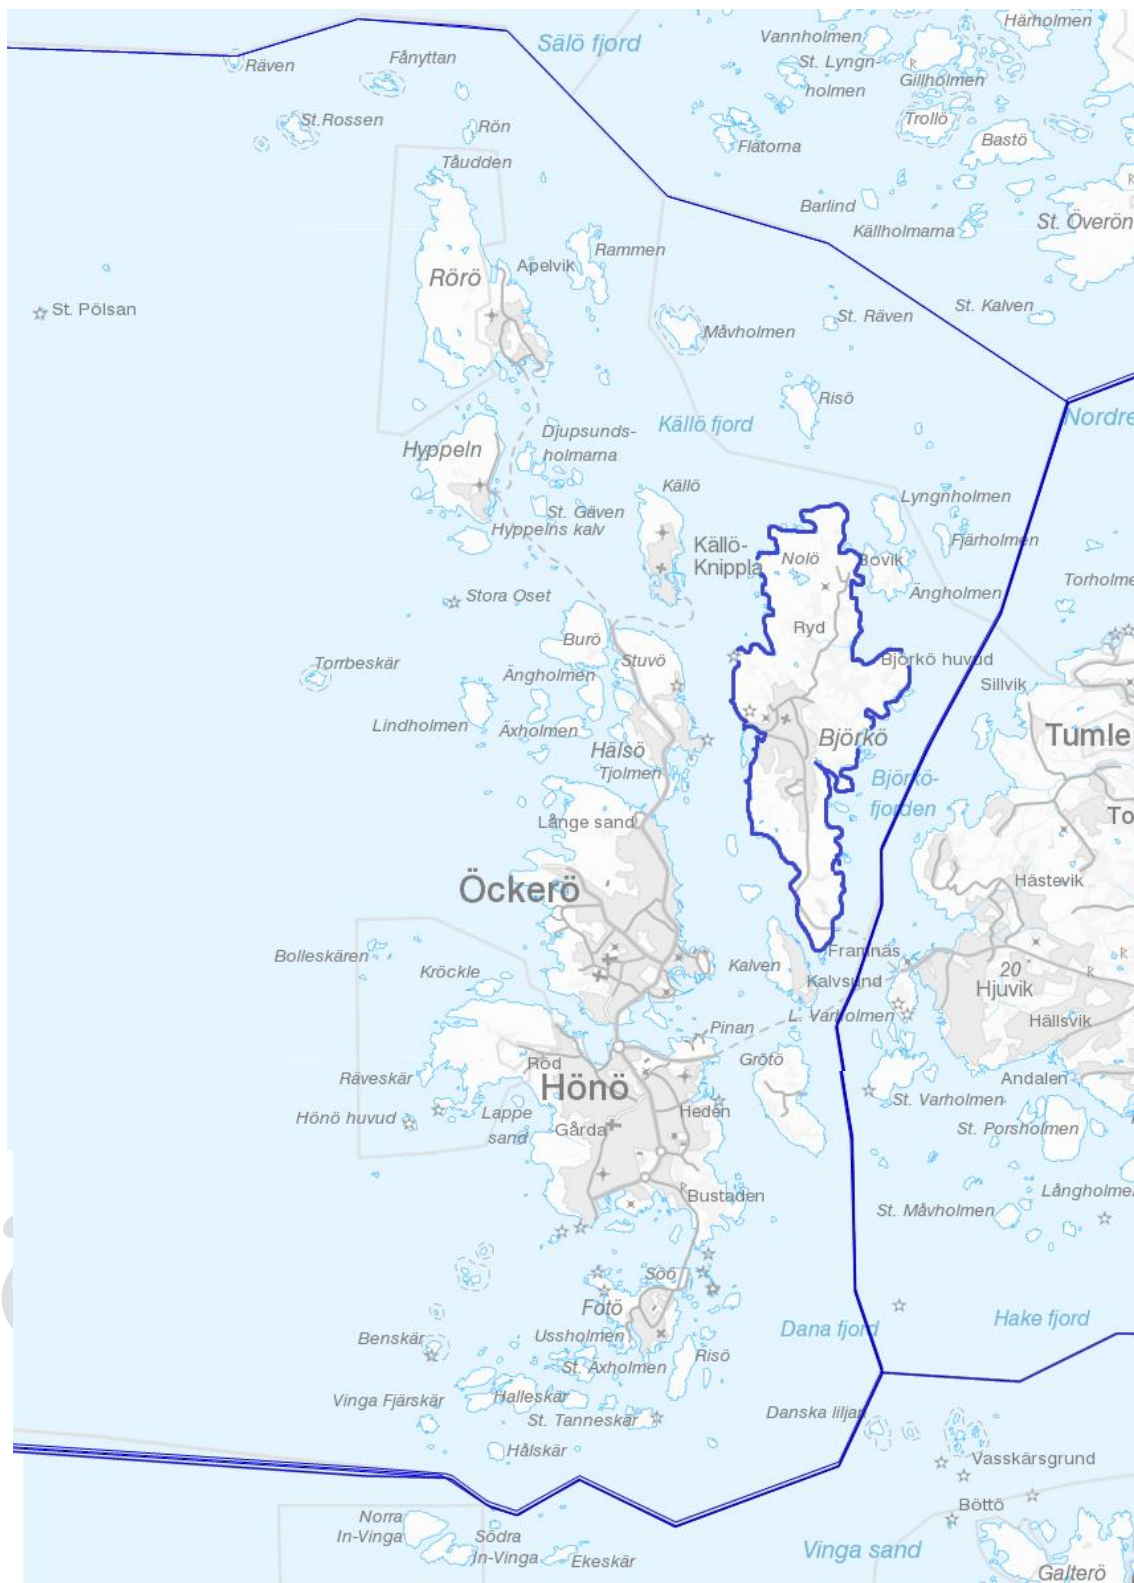 Härholmen
Sälö fjord
Vannholmen
Fånyttan
Räven
St. Lyngn-
holmen
Gillholmen
R
St.Rossen
Rön
Trollö
Flatorna
Bastö
Tåudden
R
Barlind
Källholmarna
St. Överön
Rammen
Apelvik
Rörö
St. Pölsan
St. Räven
St. Kalven
Måvholmen
Risö
Källö fjord
Nordre
Djupsunds-
holmarna
Hyppeln
Källö
Lyngnholmen
St. Gäven
Hyppelns kalv
Fjärholmen
Källö-
Knippla
Nolö
Bovik
Torholme
Ängholmen
Stora Oset
Ryd
Burö
Stuvö
Björkö huvud
Torrbeskär
Ängholmen
Sillvik
Lindholmen
Äxholmen
Hälsö
Björkö
Tumle
Tjolmen
Björkö-
fjorden
Långe sand
To
Öckerö
Hästevik
Bolleskären
Framnäs
R
Kröckle
Kalven
Kalvsund
20
Hjuvik
R
L. Varholmen
Hällsvik
Pinan
Röd
Grötö
Räveskär
Hönö
Andalen
Hönö huvud
Lappe
sand
Heden
St. Varholmen
Gårda
St. Porsholmen
R
Bustaden
Långholme
St. Måvholmen
Söö
Fotö
Hake fjord
Dana fjord
Benskär
Ussholmen
Risö
St. Äxholmen
Vinga Fjärskär
Halleskär
St. Tanneskär
Danska liljan
Hålskär
Vasskärsgrund
Böttö
Norra
In-Vinga
Södra
In-Vinga
Ekeskär
Vinga sand
Galterö